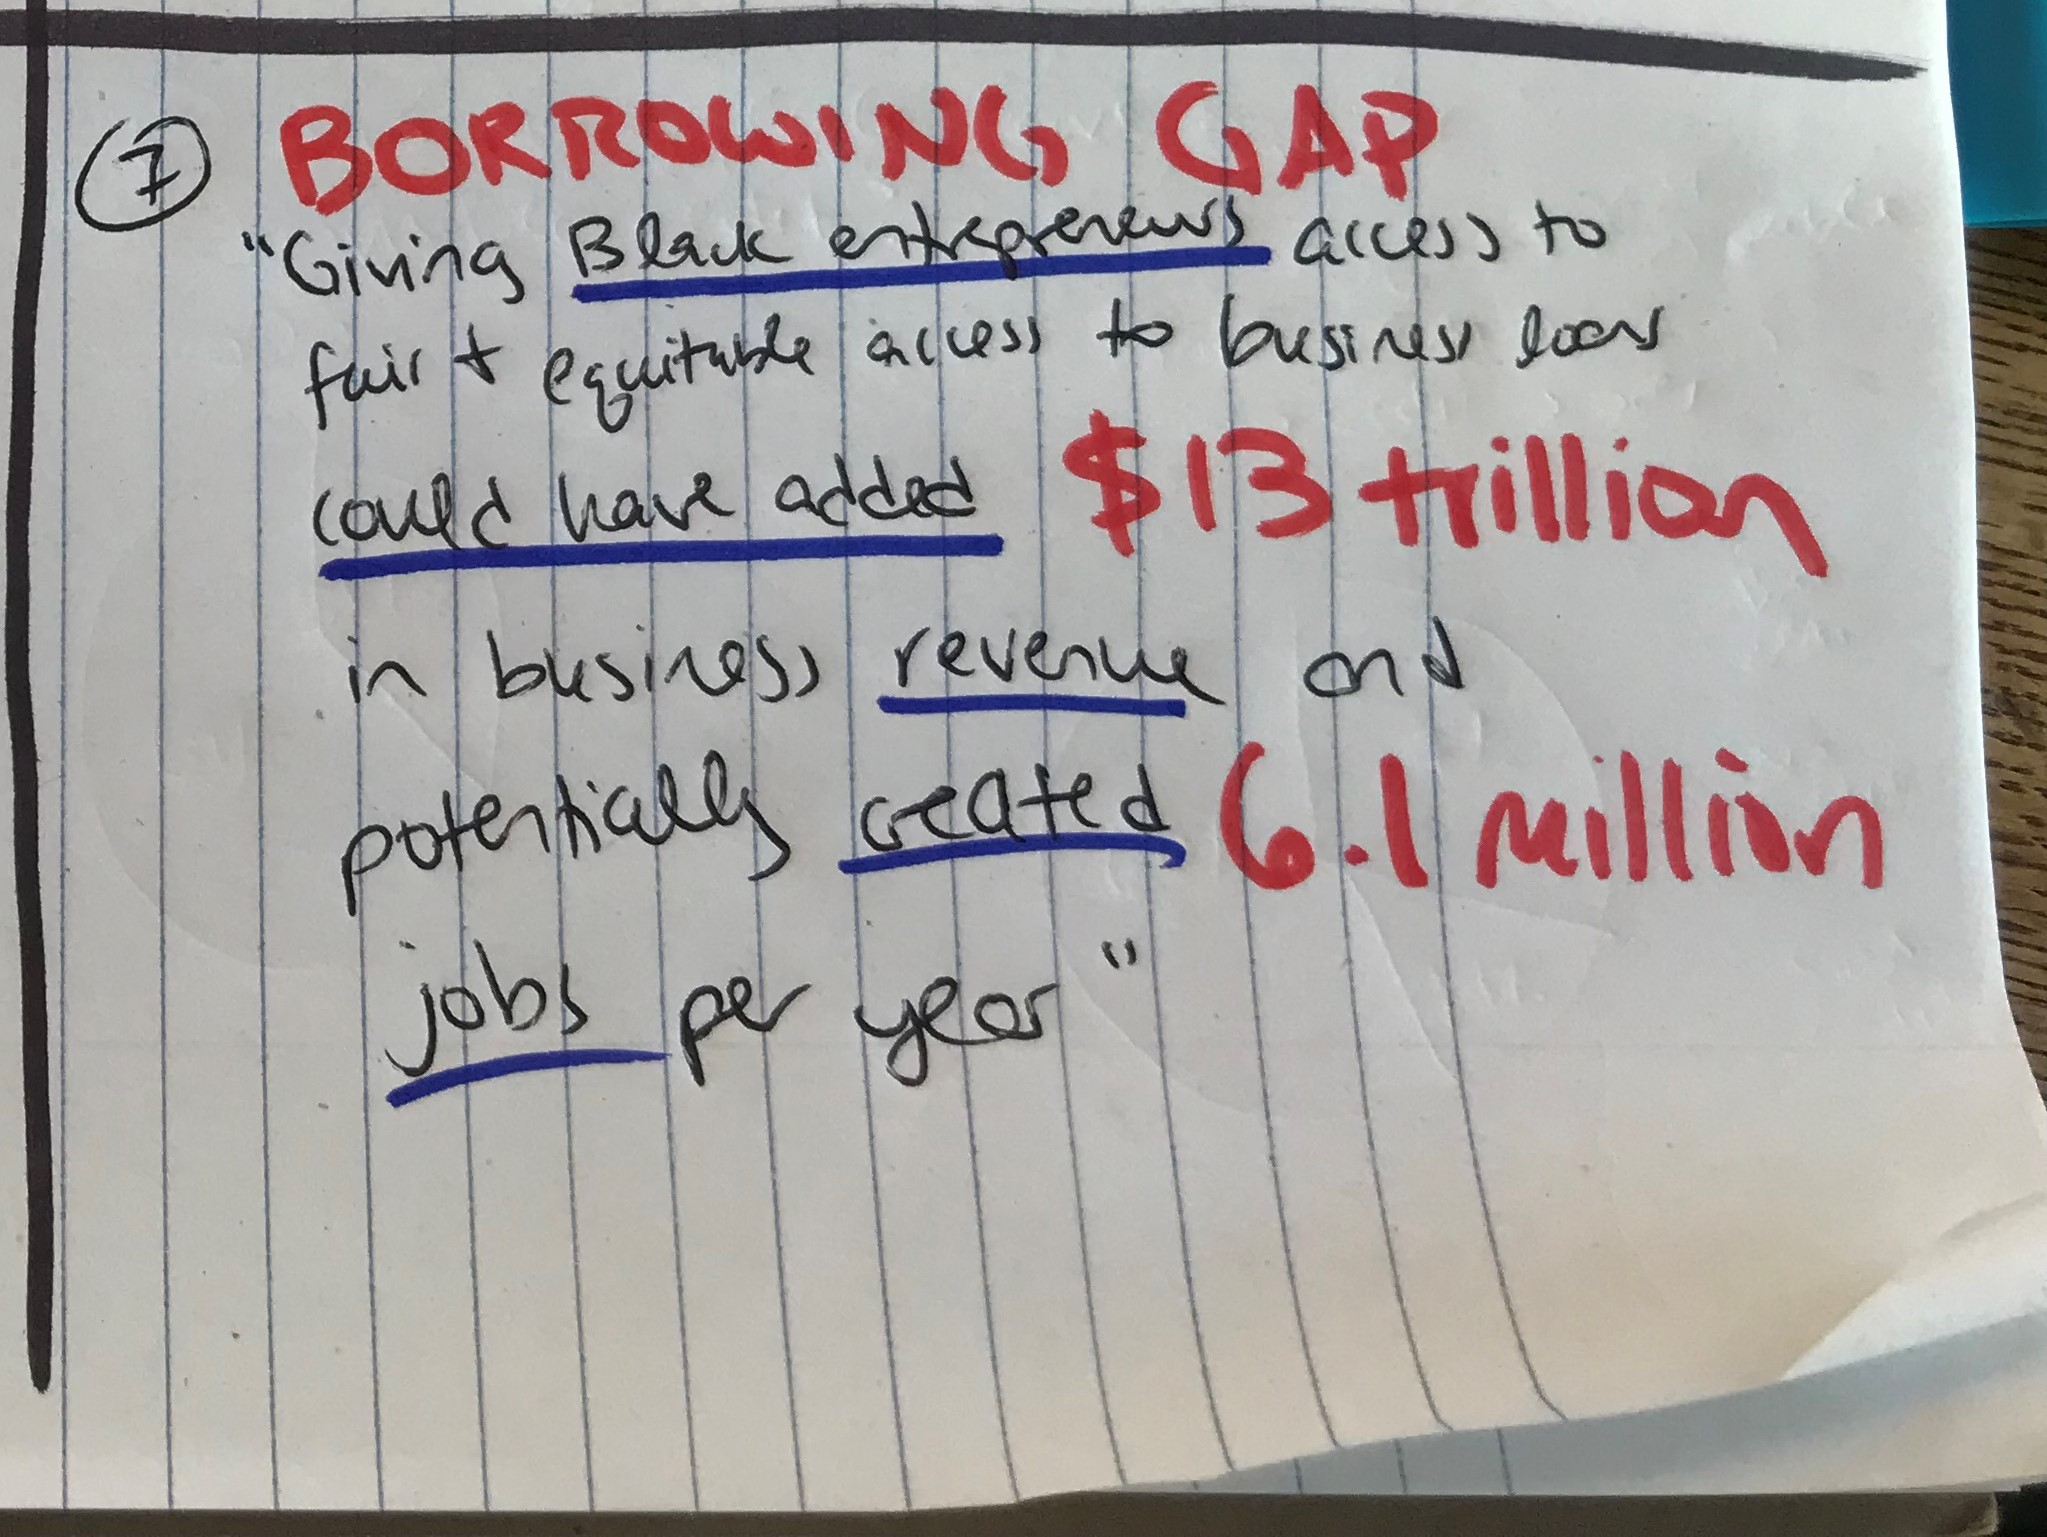 7 BORROWING GAP
"Giving Black entrepreneurs access to
fair + equitable access to business loans
could have added $13 trillion
in business revenue and
potentially created 6.1 million
jobs per year"